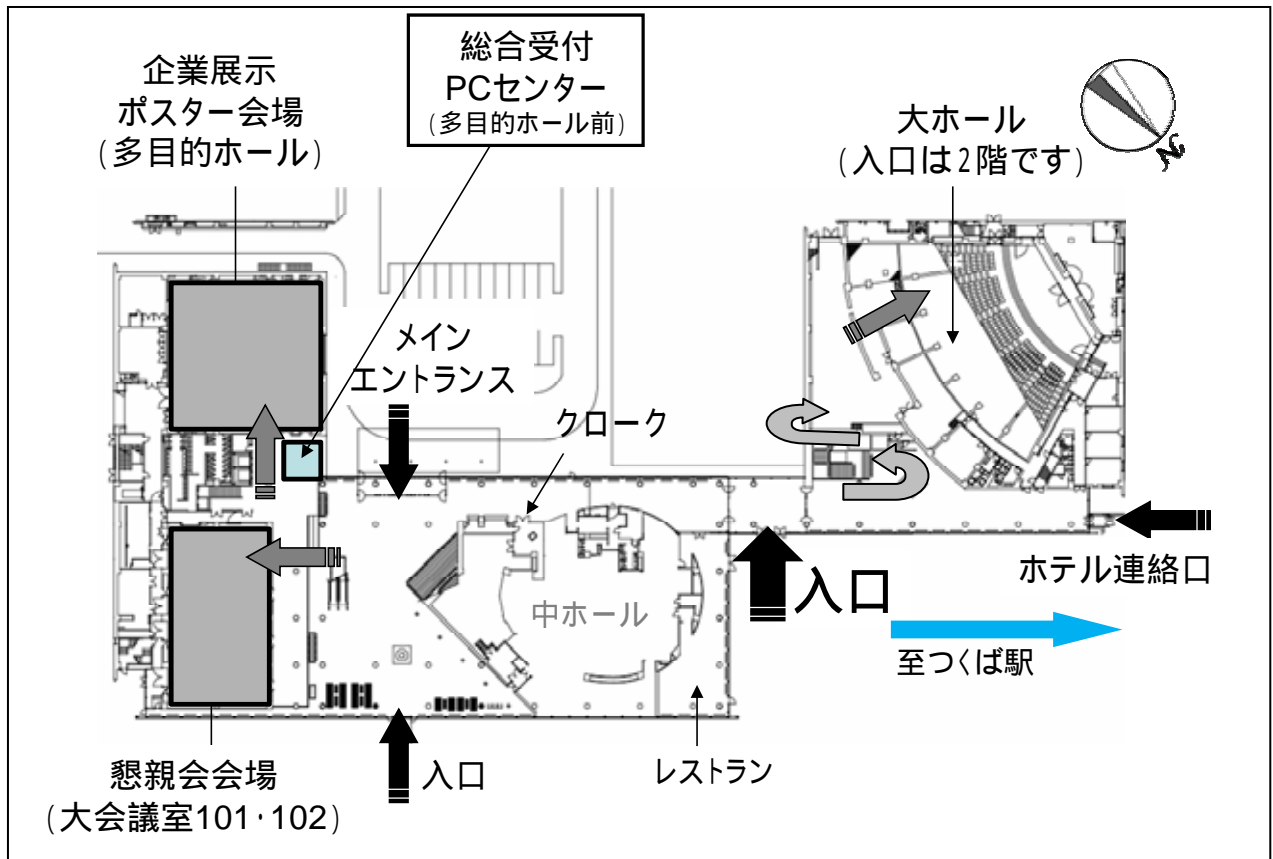 企業展示
ポスター会場
(多目的ホール)
総合受付
PCセンター
(多目的ホール前)
大ホール
(入口は2階です)
N
メイン
エントランス
クローク
中ホール
入口
ホテル連絡口
至つくば駅
懇親会会場
(大会議室101・102)
入口
レストラン